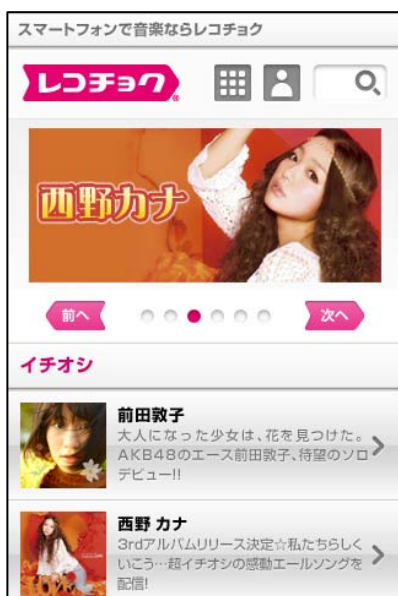 スマートフォンで音楽ならレコチョク
レコチョク®
西野カナ
前へ
次へ
イチオシ
前田敦子
大人になった少女は、花を見つけた。
AKB48のエース前田敦子、待望のソロ
デビュー!!
西野 カナ
3rdアルバムリリース決定☆私たちらしく
いこう…超イチオシの感動エールソングを
配信!